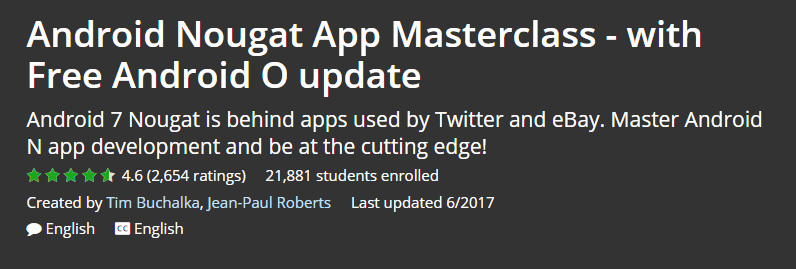 Android Nougat App Masterclass - with
Free Android O update
Android 7 Nougat is behind apps used by Twitter and eBay. Master Android
N app development and be at the cutting edge!
4.6 (2,654 ratings) 21,881 students enrolled
Created by Tim Buchalka, Jean-Paul Roberts Last updated 6/2017
English CC English